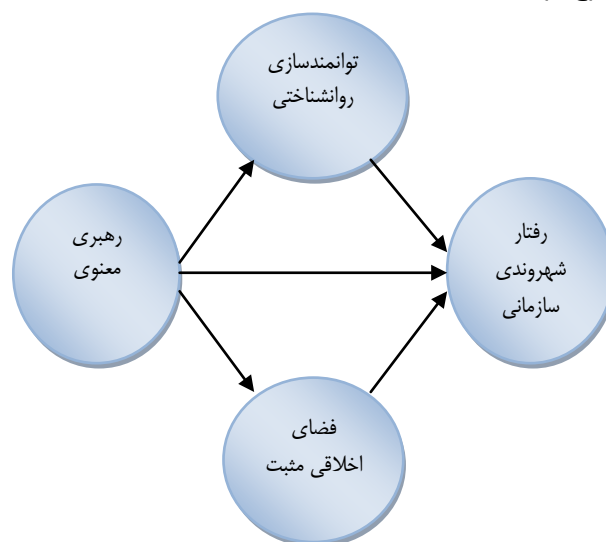 توانمندسازی
روانشناختی
رهبری
معنوی
رفتار
شهروندی
سازمانی
فضای
اخلاقی مثبت